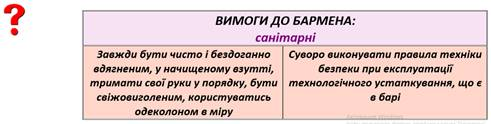 ?
ВИМОГИ ДО БАРМЕНА:
санітарні
Завжди бути чисто і бездоганно
вдягненим, у начищеному взутті,
тримати свої руки у порядку, бути
свіжовиголеним, користуватись
одеколоном в міру
Суворо виконувати правила техніки
безпеки при експлуатації
технологічного устаткування, що є
в барі